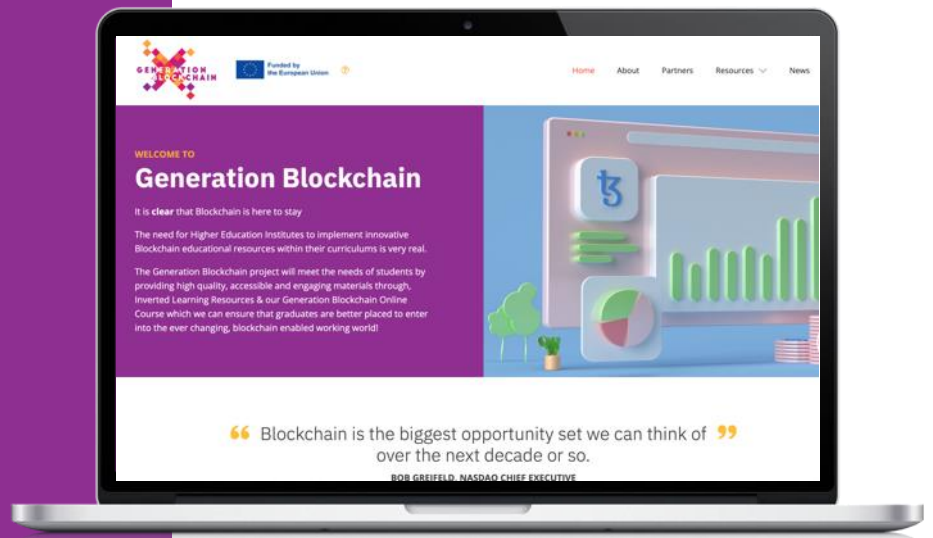 GENERATION
BLOCKCHAIN
Funded by
the European Union
Home About Partners Resources News
WELCOME TO
Generation Blockchain
It is clear that Blockchain is here to stay
The need for Higher Education Institutes to implement innovative
Blockchain educational resources within their curriculums is very real.
The Generation Blockchain project will meet the needs of students by
providing high quality, accessible and engaging materials through,
Inverted Learning Resources & our Generation Blockchain Online
Course which we can ensure that graduates are better placed to enter
into the ever changing, blockchain enabled working world!
“ Blockchain is the biggest opportunity set we can think of ”
over the next decade or so.
BOB GREIFELD, NASDAQ CHIEF EXECUTIVE